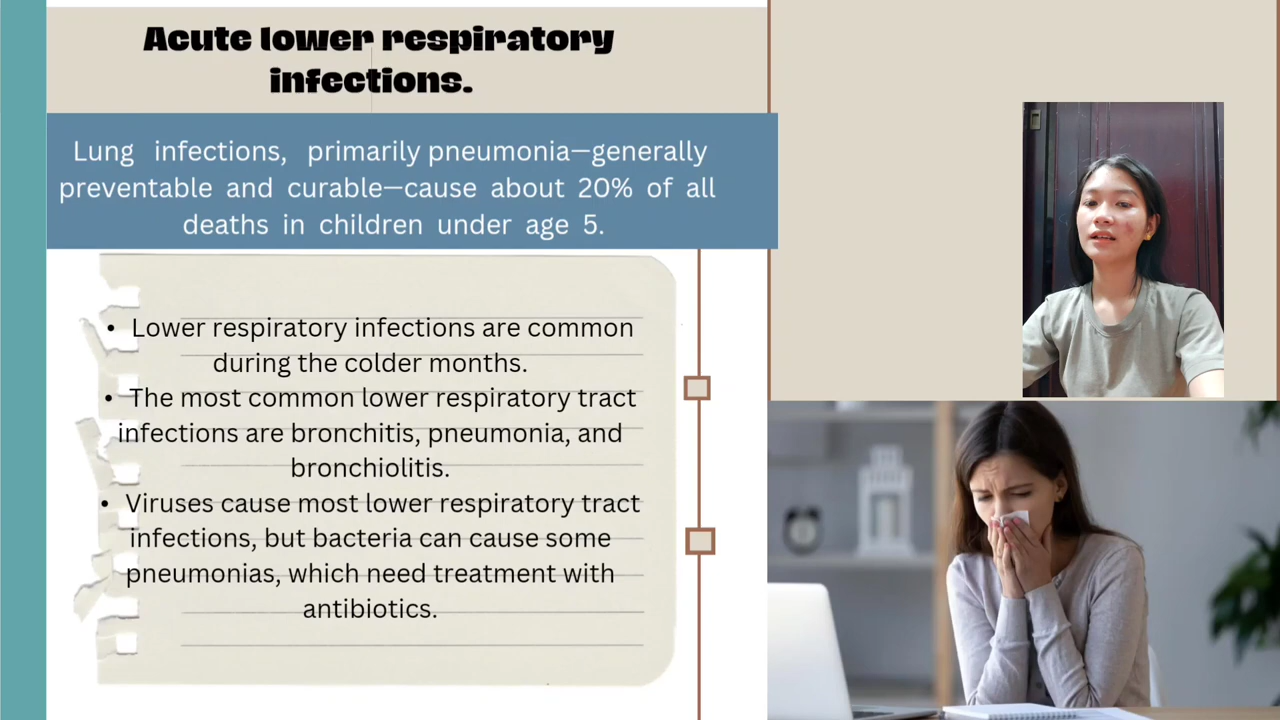 Acute lower respiratory
infections.
Lung infections, primarily pneumonia—generally
preventable and curable—cause about 20% of all
deaths in children under age 5.
• Lower respiratory infections are common
during the colder months.
• The most common lower respiratory tract
infections are bronchitis, pneumonia, and
bronchiolitis.
• Viruses cause most lower respiratory tract
infections, but bacteria can cause some
pneumonias, which need treatment with
antibiotics.